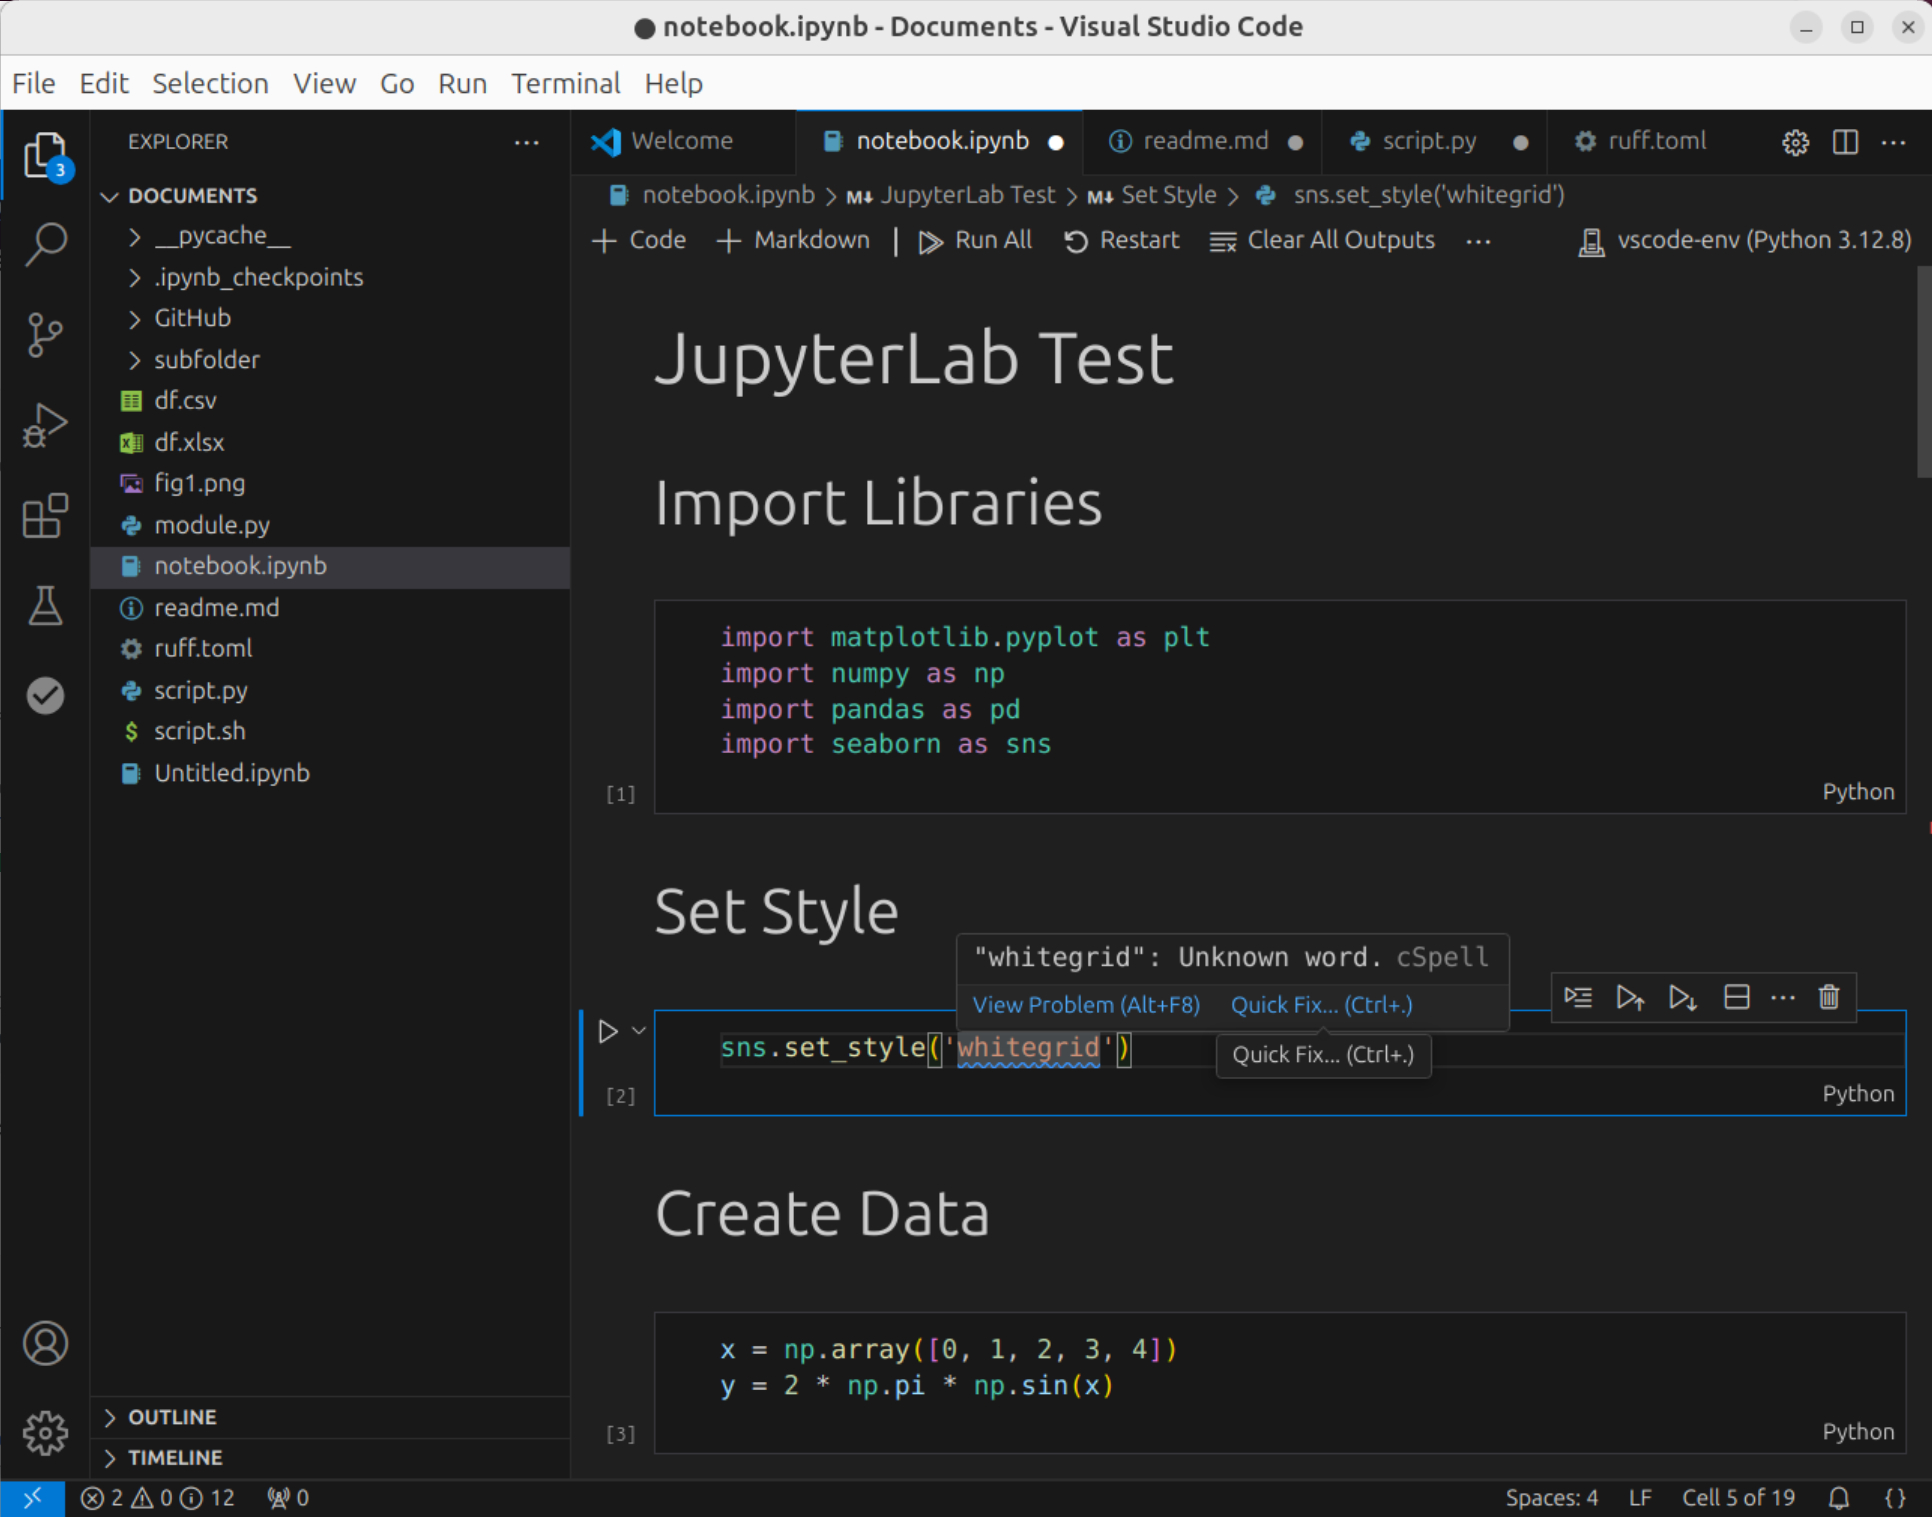 ● notebook.ipynb - Documents - Visual Studio Code
File Edit Selection View Go Run Terminal Help
3
EXPLORER
DOCUMENTS
__pycache__
.ipynb_checkpoints
GitHub
subfolder
df.csv
df.xlsx
fig1.png
module.py
notebook.ipynb
readme.md
ruff.toml
script.py
$ script.sh
Untitled.ipynb
OUTLINE
TIMELINE
Welcome notebook.ipynb ● readme.md ● script.py ● ruff.toml ...
notebook.ipynb > M↓ JupyterLab Test > M↓ Set Style > sns.set_style('whitegrid')
+ Code + Markdown | Run All Restart Clear All Outputs ... vscode-env (Python 3.12.8)
JupyterLab Test
Import Libraries
import matplotlib.pyplot as plt
import numpy as np
import pandas as pd
import seaborn as sns
[1] Python
Set Style
"whitegrid": Unknown word. cSpell
View Problem (Alt+F8) Quick Fix... (Ctrl+.)
sns.set_style('whitegrid')
Quick Fix... (Ctrl+.)
[2] Python
Create Data
x = np.array([0, 1, 2, 3, 4])
y = 2 * np.pi * np.sin(x)
[3] Python
2 0 12 0 Spaces: 4 LF Cell 5 of 19 {}